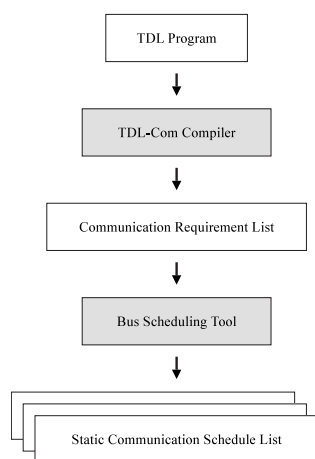 TDL Program
TDL-Com Compiler
Communication Requirement List
Bus Scheduling Tool
Static Communication Schedule List